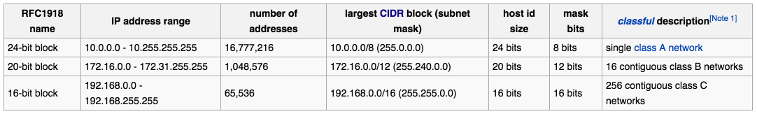 RFC1918 name | IP address range | number of addresses | largest CIDR block (subnet mask) | host id size | mask bits | classful description[Note 1]
24-bit block | 10.0.0.0 - 10.255.255.255 | 16,777,216 | 10.0.0.0/8 (255.0.0.0) | 24 bits | 8 bits | single class A network
20-bit block | 172.16.0.0 - 172.31.255.255 | 1,048,576 | 172.16.0.0/12 (255.240.0.0) | 20 bits | 12 bits | 16 contiguous class B networks
16-bit block | 192.168.0.0 - 192.168.255.255 | 65,536 | 192.168.0.0/16 (255.255.0.0) | 16 bits | 16 bits | 256 contiguous class C networks